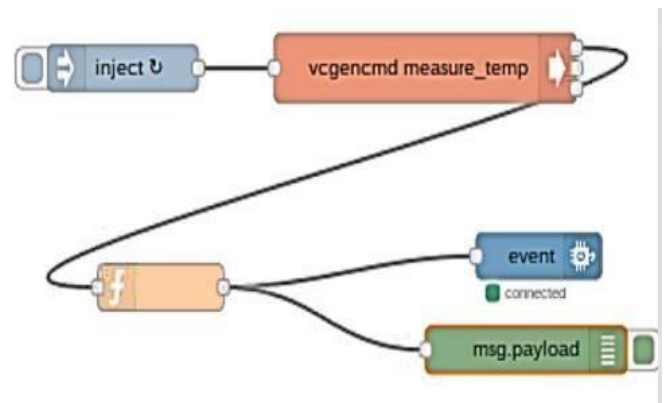 inject ↻
vcgencmd measure_temp
f
event
connected
msg.payload